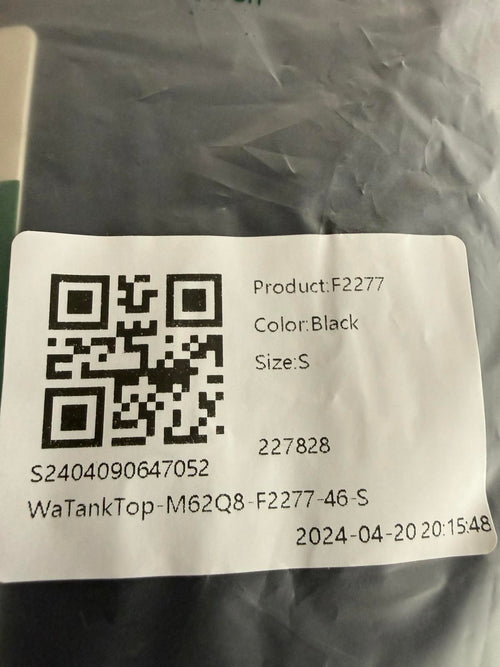 Product:F2277
Color:Black
Size:S
227828
S2404090647052
WaTankTop-M62Q8-F2277-46-S
2024-04-20 20:15:48